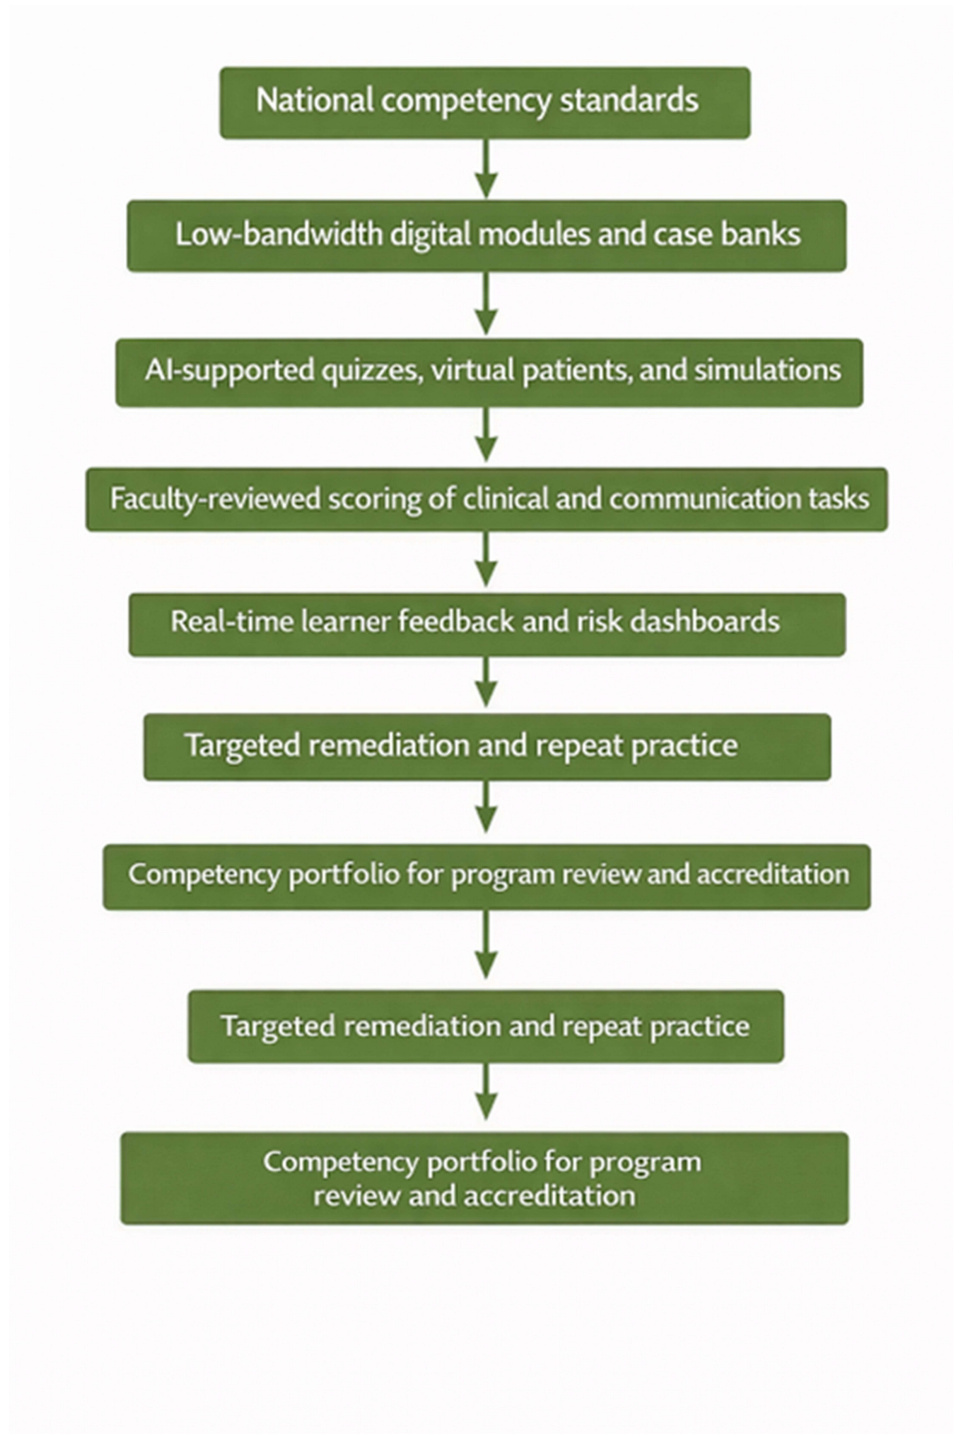 National competency standards
Low-bandwidth digital modules and case banks
AI-supported quizzes, virtual patients, and simulations
Faculty-reviewed scoring of clinical and communication tasks
Real-time learner feedback and risk dashboards
Targeted remediation and repeat practice
Competency portfolio for program review and accreditation
Targeted remediation and repeat practice
Competency portfolio for program
review and accreditation